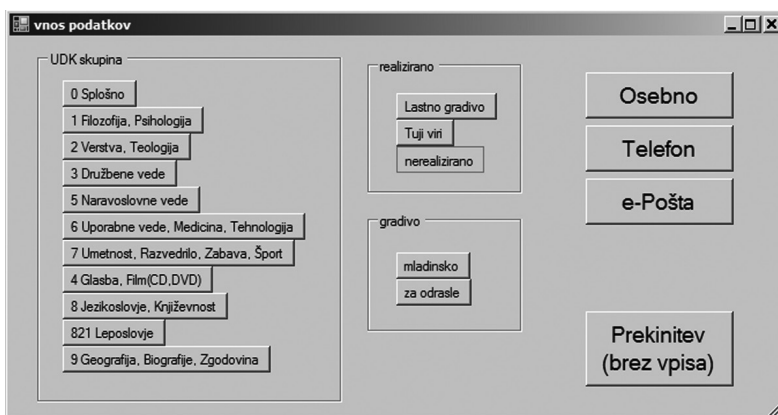 vnos podatkov
UDK skupina
0 Splošno
1 Filozofija, Psihologija
2 Verstva, Teologija
3 Družbene vede
5 Naravoslovne vede
6 Uporabne vede, Medicina, Tehnologija
7 Umetnost, Razvedrilo, Zabava, Šport
4 Glasba, Film(CD,DVD)
8 Jezikoslovje, Književnost
821 Leposlovje
9 Geografija, Biografije, Zgodovina
realizirano
Lastno gradivo
Tuji viri
nerealizirano
gradivo
mladinsko
za odrasle
Osebno
Telefon
e-Pošta
Prekinitev
(brez vpisa)